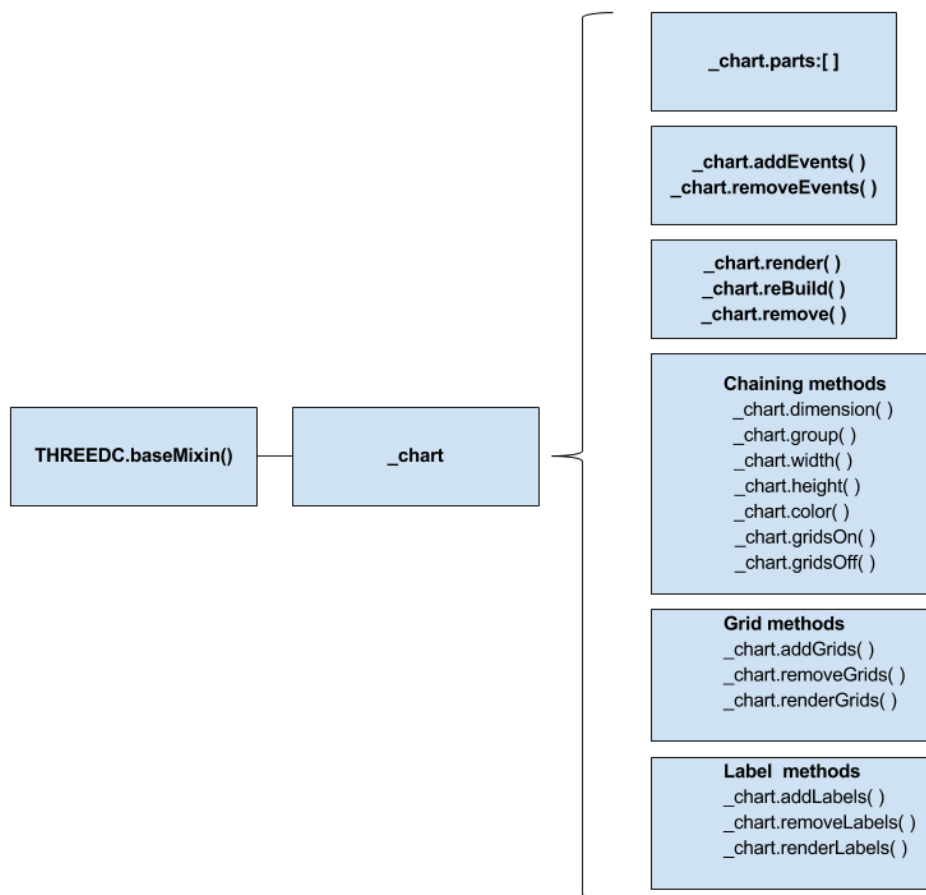 _chart.parts:[ ]
_chart.addEvents( )
_chart.removeEvents( )
_chart.render( )
_chart.reBuild( )
_chart.remove( )
THREEDC.baseMixin()
_chart
Chaining methods
_chart.dimension( )
_chart.group( )
_chart.width( )
_chart.height( )
_chart.color( )
_chart.gridsOn( )
_chart.gridsOff( )
Grid methods
_chart.addGrids( )
_chart.removeGrids( )
_chart.renderGrids( )
Label  methods
_chart.addLabels( )
_chart.removeLabels( )
_chart.renderLabels( )